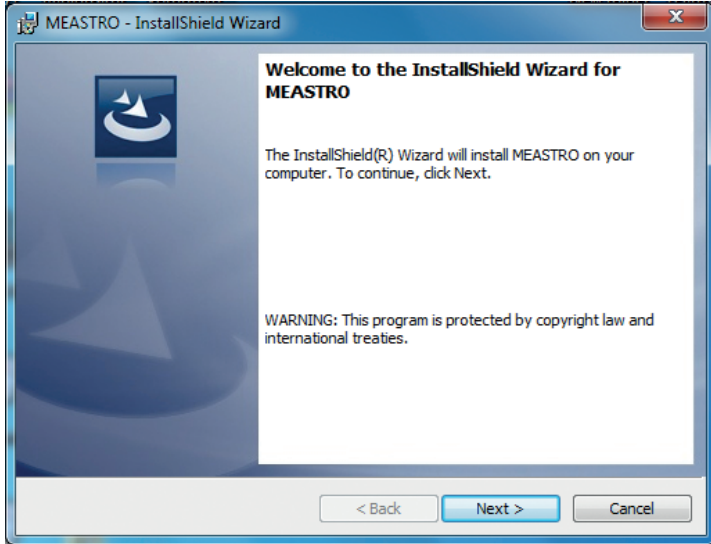 MEASTRO - InstallShield Wizard
Welcome to the InstallShield Wizard for
MEASTRO
The InstallShield(R) Wizard will install MEASTRO on your
computer. To continue, click Next.
WARNING: This program is protected by copyright law and
international treaties.
< Back
Next >
Cancel